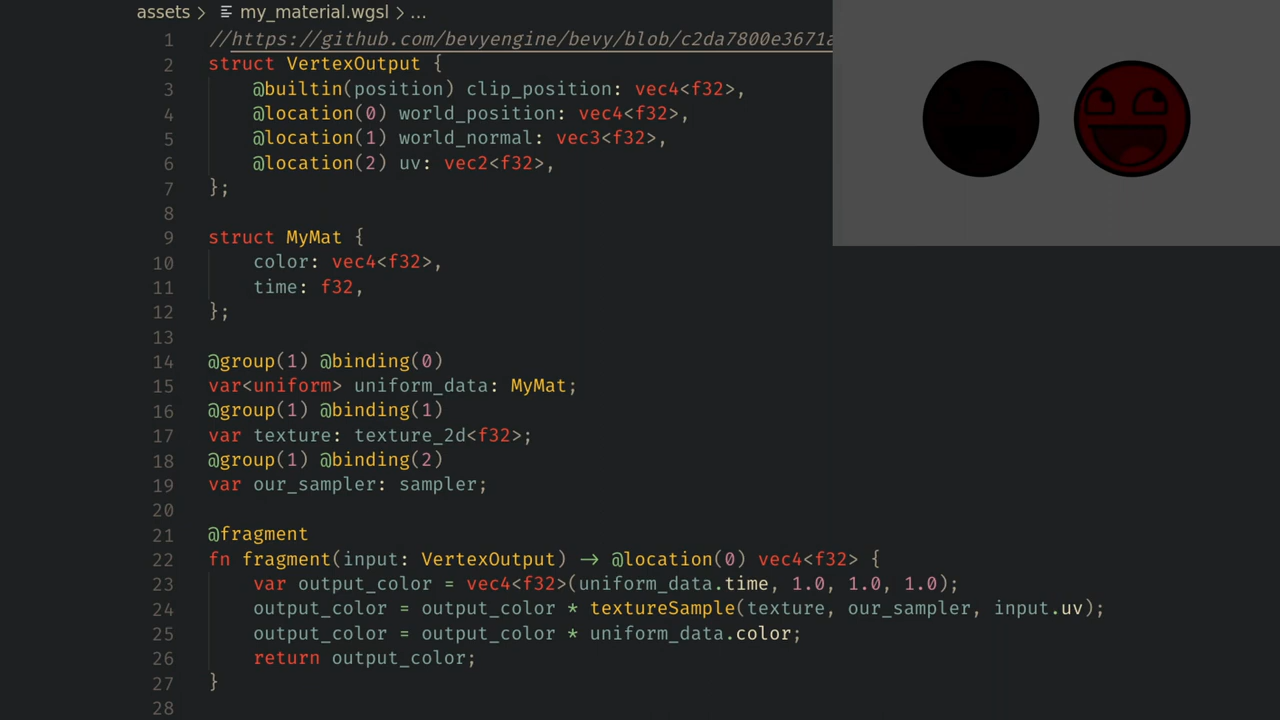 assets > my_material.wgsl > ...
1 //https://github.com/bevyengine/bevy/blob/c2da7800e3671a
2 struct VertexOutput {
3 @builtin(position) clip_position: vec4<f32>,
4 @location(0) world_position: vec4<f32>,
5 @location(1) world_normal: vec3<f32>,
6 @location(2) uv: vec2<f32>,
7 };
8
9 struct MyMat {
10 color: vec4<f32>,
11 time: f32,
12 };
13
14 @group(1) @binding(0)
15 var<uniform> uniform_data: MyMat;
16 @group(1) @binding(1)
17 var texture: texture_2d<f32>;
18 @group(1) @binding(2)
19 var our_sampler: sampler;
20
21 @fragment
22 fn fragment(input: VertexOutput) -> @location(0) vec4<f32> {
23 var output_color = vec4<f32>(uniform_data.time, 1.0, 1.0, 1.0);
24 output_color = output_color * textureSample(texture, our_sampler, input.uv);
25 output_color = output_color * uniform_data.color;
26 return output_color;
27 }
28